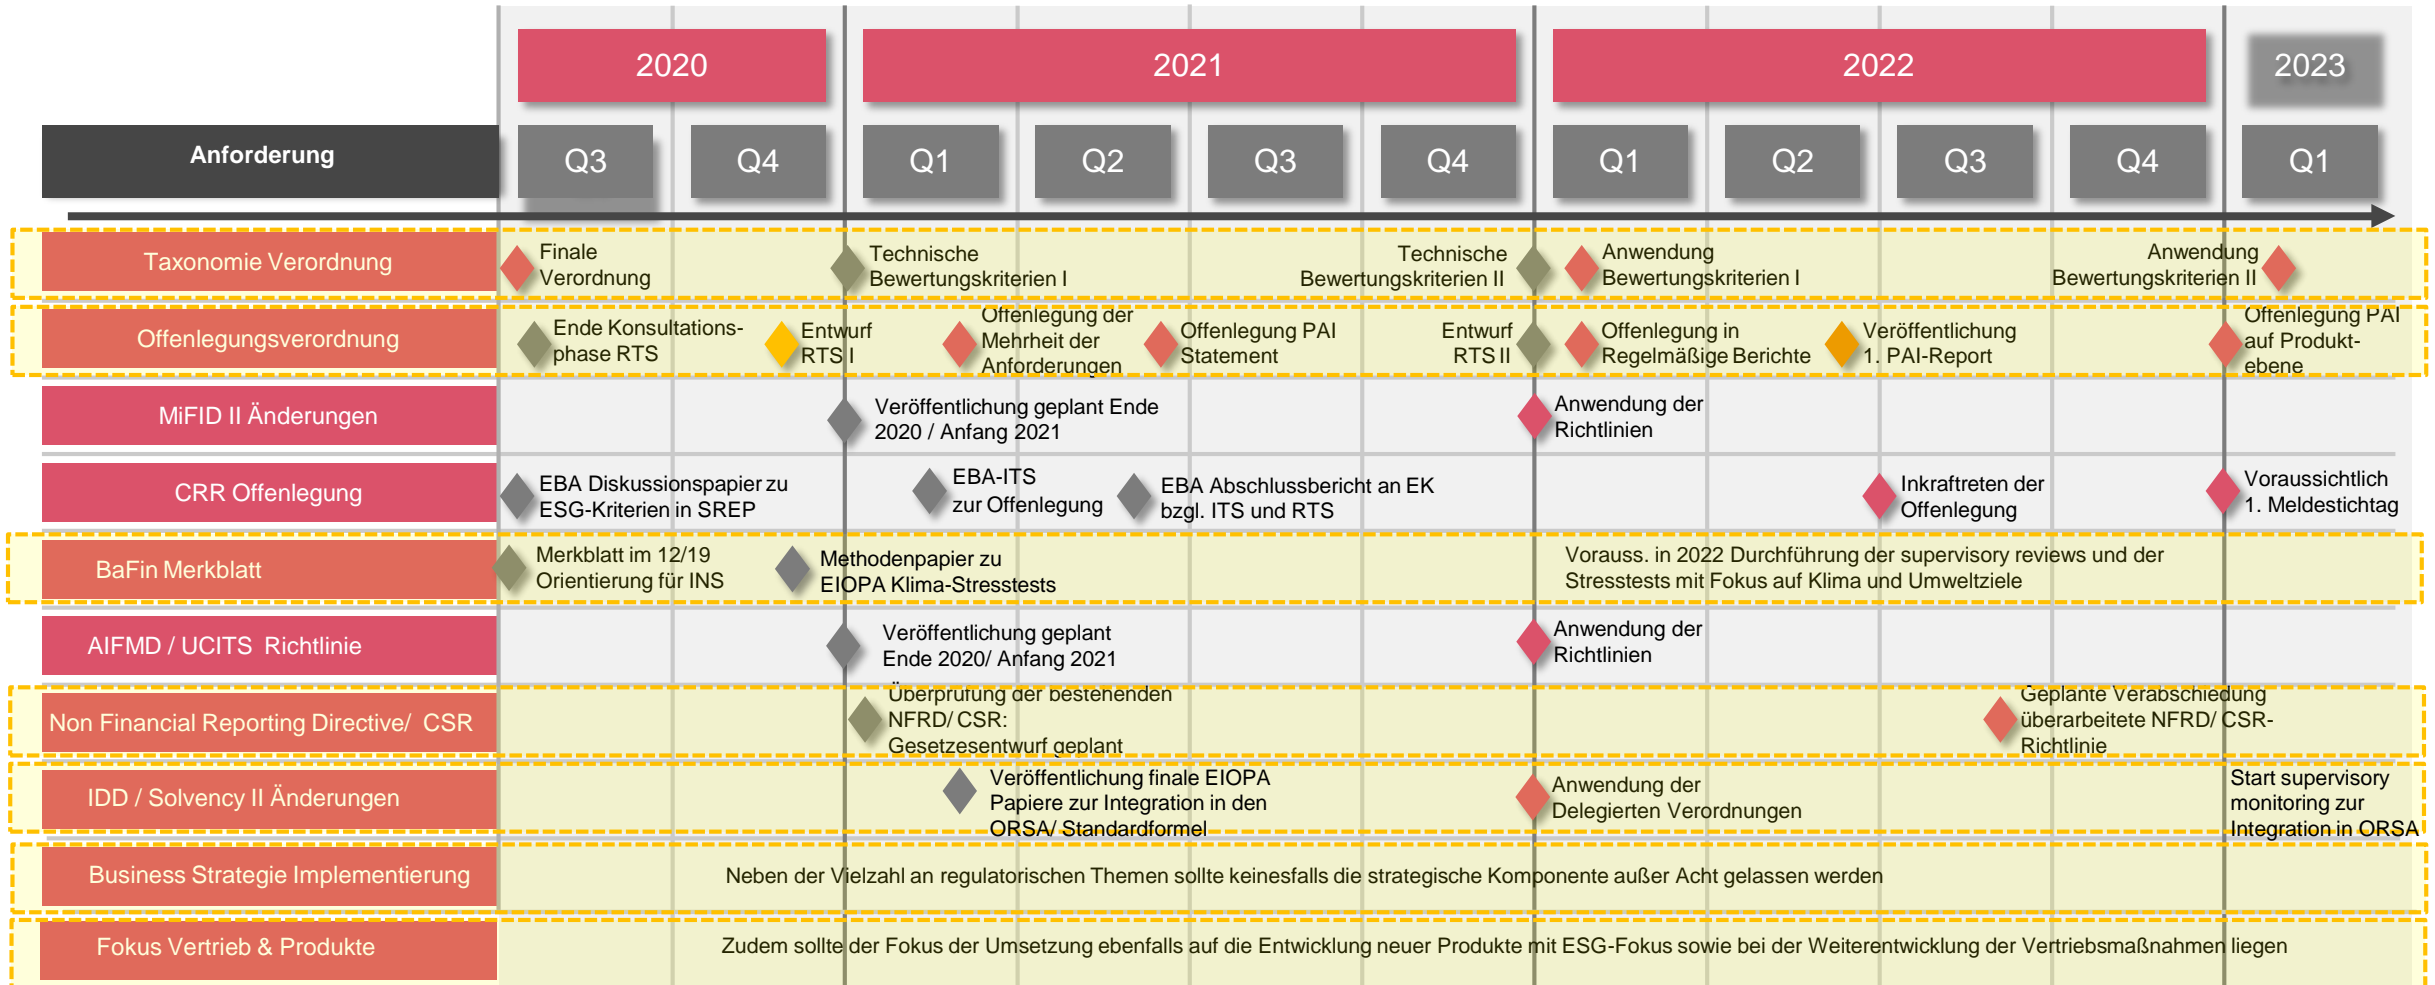 2020
2021
2022
2023
Anforderung
Q3
Q4
Q1
Q2
Q3
Q4
Q1
Q2
Q3
Q4
Q1
Taxonomie Verordnung
Finale
Verordnung
Technische
Bewertungskriterien I
Technische
Bewertungskriterien II
Anwendung
Bewertungskriterien I
Anwendung
Bewertungskriterien II
Offenlegungsverordnung
Ende Konsultations-
phase RTS
Entwurf
RTS I
Offenlegung der
Mehrheit der
Anforderungen
Offenlegung PAI
Statement
Entwurf
RTS II
Offenlegung in
Regelmäßige Berichte
Veröffentlichung
1. PAI-Report
Offenlegung PAI
auf Produkt-
ebene
MiFID II Änderungen
Veröffentlichung geplant Ende
2020 / Anfang 2021
Anwendung der
Richtlinien
CRR Offenlegung
EBA Diskussionspapier zu
ESG-Kriterien in SREP
EBA-ITS
zur Offenlegung
EBA Abschlussbericht an EK
bzgl. ITS und RTS
Inkraftreten der
Offenlegung
Voraussichtlich
1. Meldestichtag
BaFin Merkblatt
Merkblatt im 12/19
Orientierung für INS
Methodenpapier zu
EIOPA Klima-Stresstests
Vorauss. in 2022 Durchführung der supervisory reviews und der
Stresstests mit Fokus auf Klima und Umweltziele
AIFMD / UCITS Richtlinie
Veröffentlichung geplant
Ende 2020/ Anfang 2021
Anwendung der
Richtlinien
Non Financial Reporting Directive/ CSR
Überprüfung der bestehenden
NFRD/ CSR:
Gesetzesentwurf geplant
Geplante Verabschiedung
überarbeitete NFRD/ CSR-
Richtlinie
IDD / Solvency II Änderungen
Veröffentlichung finale EIOPA
Papiere zur Integration in den
ORSA/ Standardformel
Anwendung der
Delegierten Verordnungen
Start supervisory
monitoring zur
Integration in ORSA
Business Strategie Implementierung
Neben der Vielzahl an regulatorischen Themen sollte keinesfalls die strategische Komponente außer Acht gelassen werden
Fokus Vertrieb & Produkte
Zudem sollte der Fokus der Umsetzung ebenfalls auf die Entwicklung neuer Produkte mit ESG-Fokus sowie bei der Weiterentwicklung der Vertriebsmaßnahmen liegen